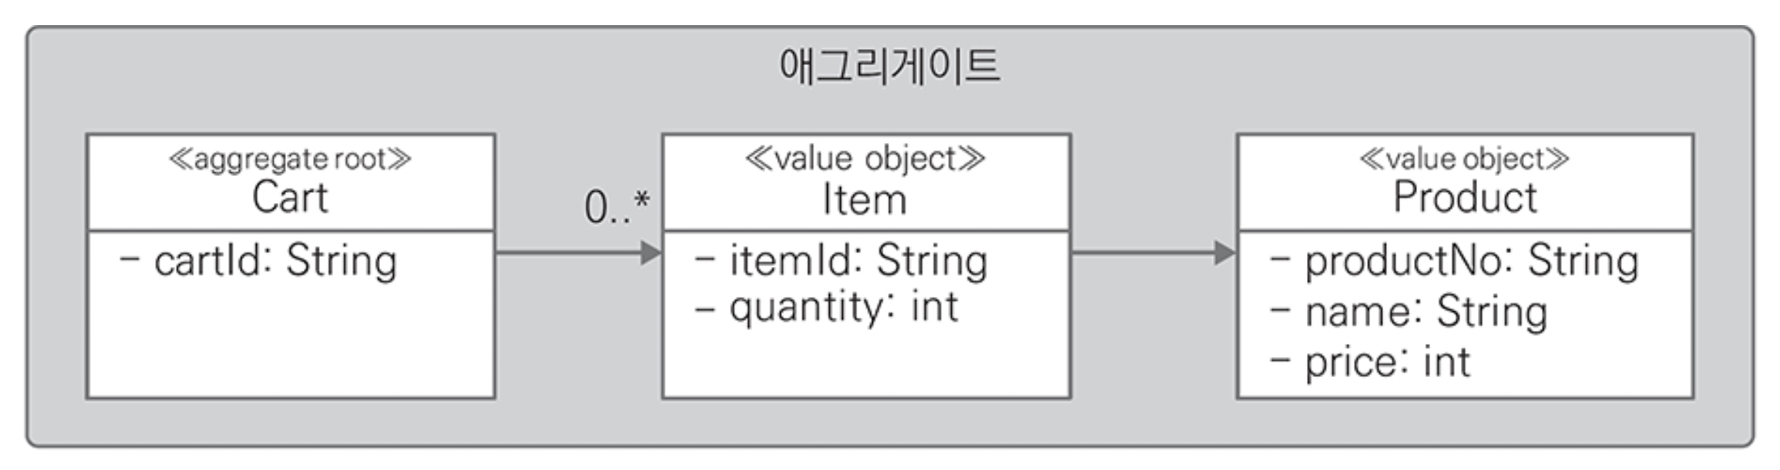 애그리게이트
≪aggregate root≫
Cart
- cartId: String
0..*
≪value object≫
Item
- itemId: String
- quantity: int
≪value object≫
Product
- productNo: String
- name: String
- price: int